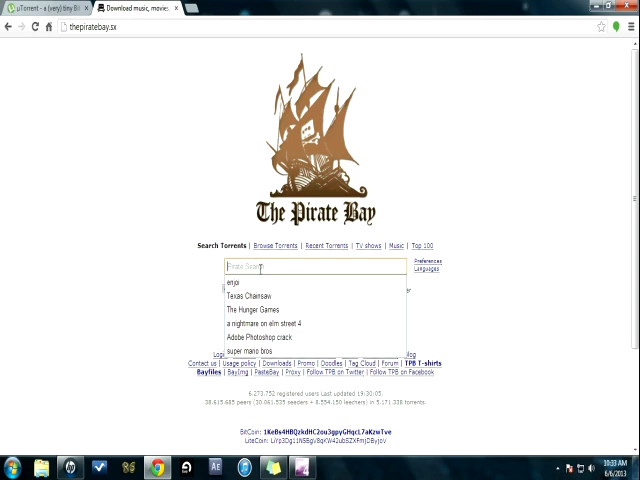 µTorrent - a (very) tiny Bit
Download music, movies
thepiratebay.sx
The Pirate Bay
Search Torrents | Browse Torrents | Recent Torrents | TV shows | Music | Top 100
Pirate Search
Preferences
Languages
enjoi
Texas Chainsaw
The Hunger Games
a nightmare on elm street 4
Adobe Photoshop crack
super mario bros
Contact us | Usage policy | Downloads | Promo | Doodles | Tag Cloud | Forum | TPB T-shirts
Bayfiles | BayImg | PasteBay | Proxy | Follow TPB on Twitter | Follow TPB on Facebook
6.273.752 registered users Last updated 19:30:05.
38.615.685 peers (30.061.535 seeders + 8.554.150 leechers) in 5.171.338 torrents.
BitCoin:
LiteCoin:
Ae
10:33 AM
6/6/2013